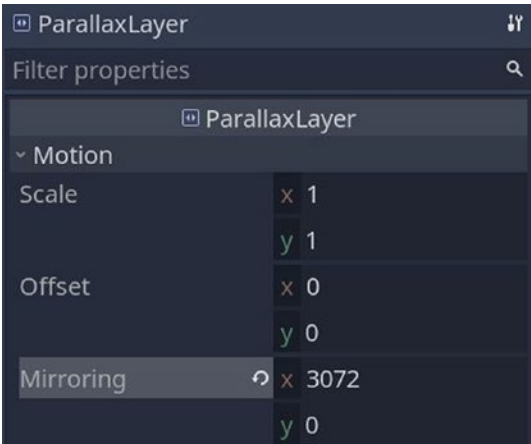 ParallaxLayer
Filter properties
ParallaxLayer
Motion
Scale x 1
y 1
Offset x 0
y 0
Mirroring x 3072
y 0